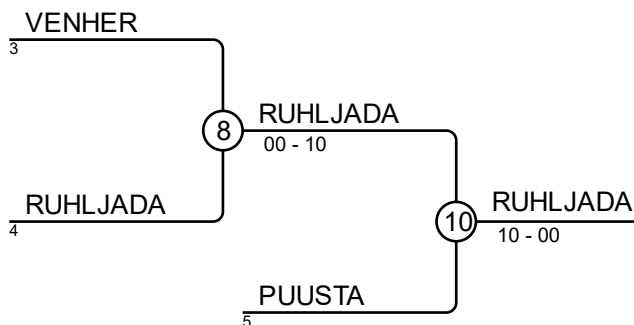 VENHER
3
8
RUHLJADA
00 - 10
RUHLJADA
4
10
RUHLJADA
10 - 00
PUUSTA
5